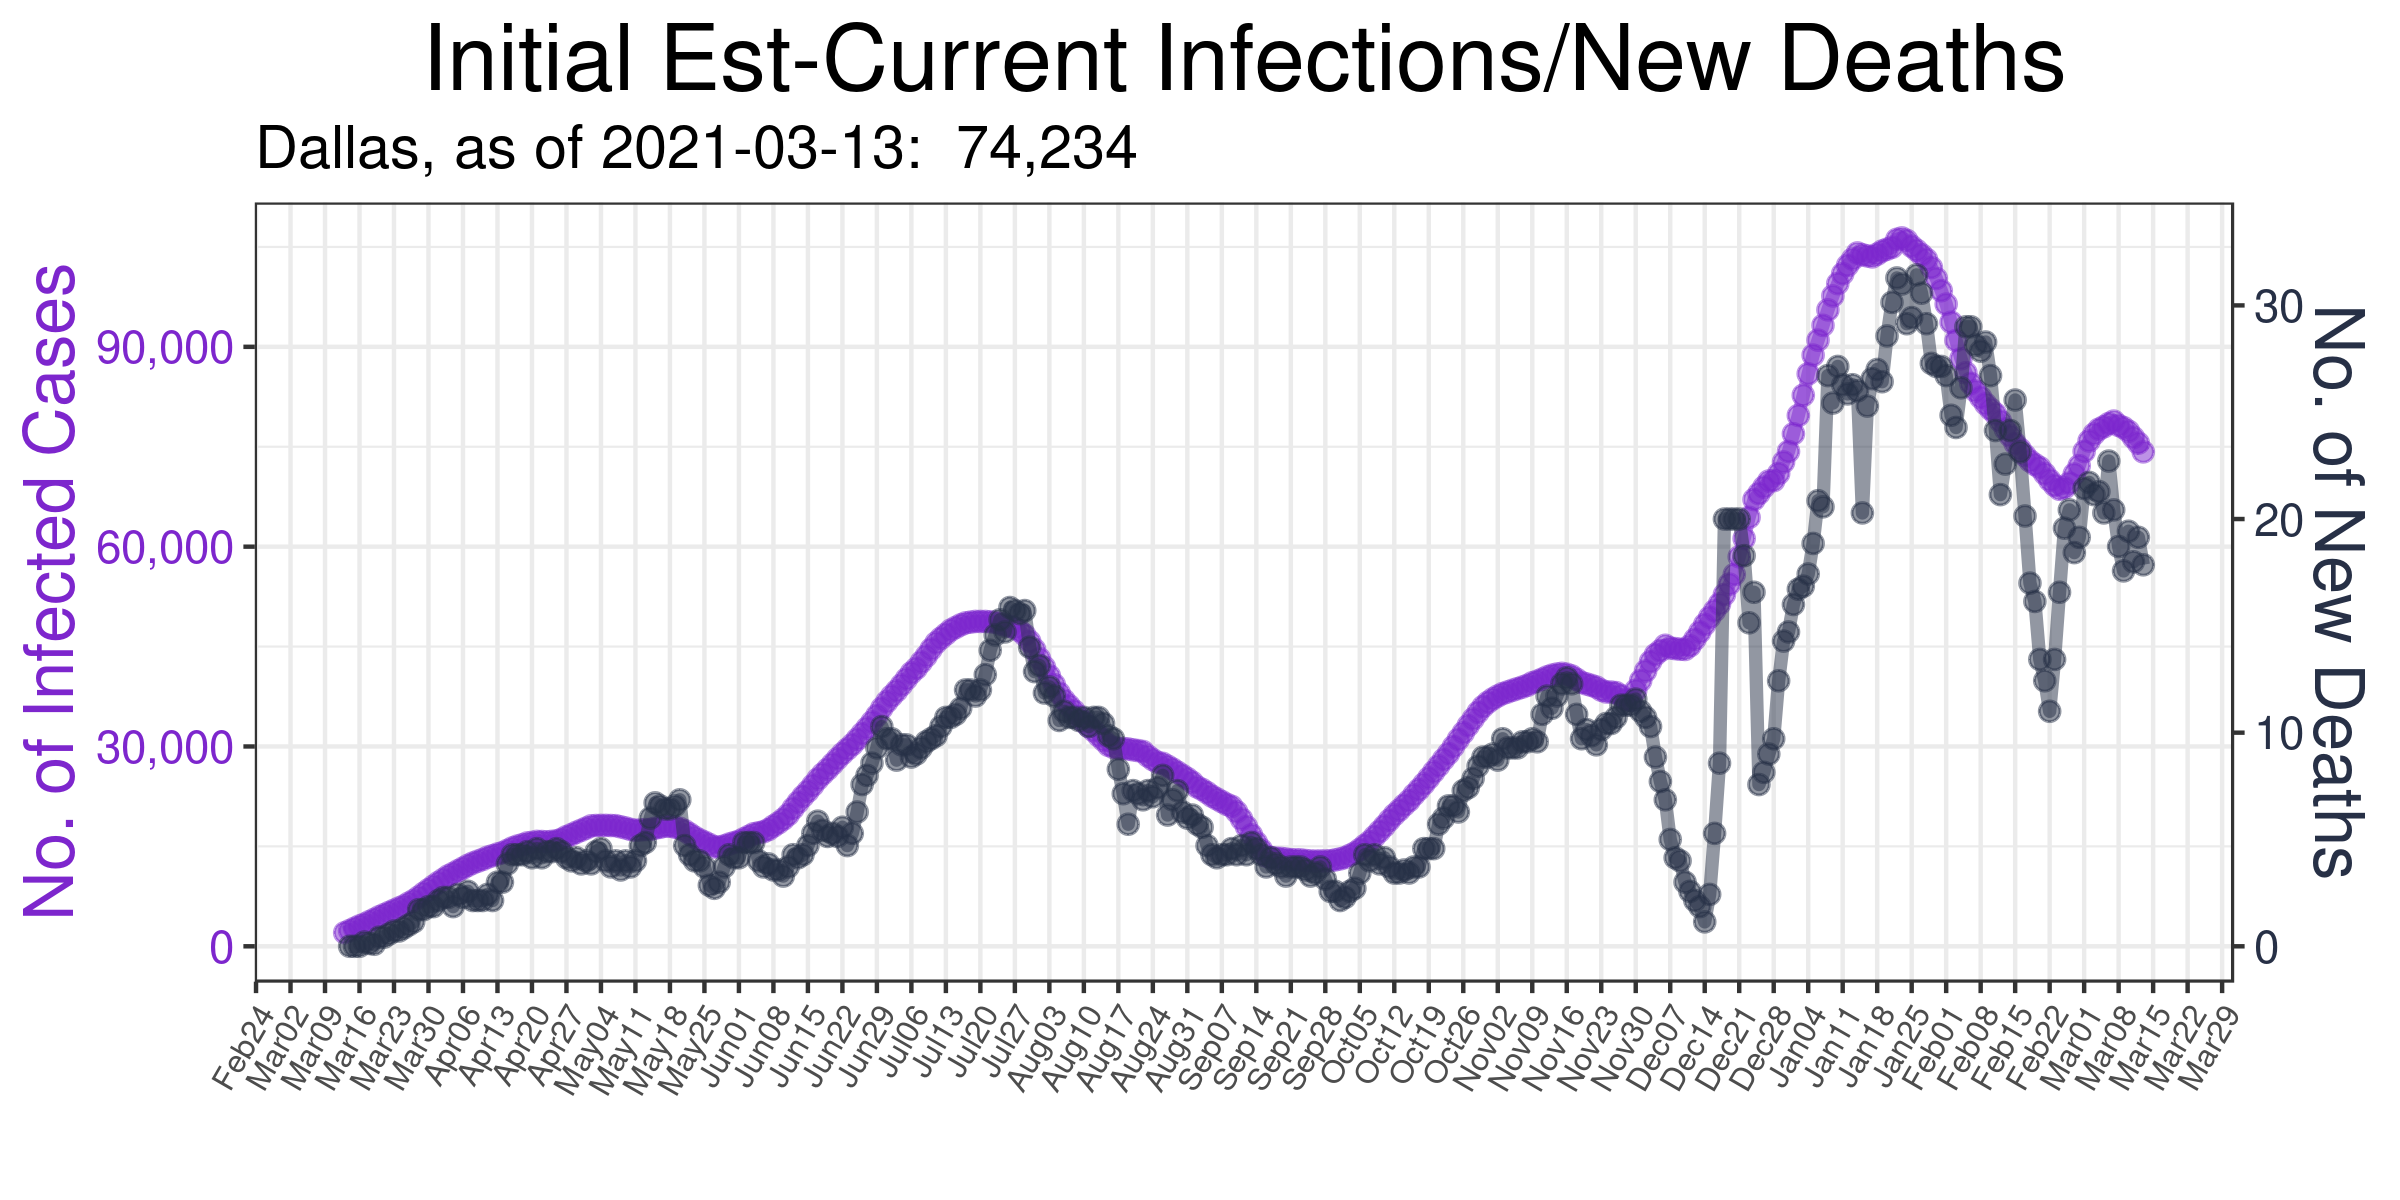 Initial Est-Current Infections/New Deaths
Dallas, as of 2021-03-13:  74,234
No. of Infected Cases
90,000
60,000
30,000
0
30
20
10
0
No. of New Deaths
Feb24
Mar02
Mar09
Mar16
Mar23
Mar30
Apr06
Apr13
Apr20
Apr27
May04
May11
May18
May25
Jun01
Jun08
Jun15
Jun22
Jun29
Jul06
Jul13
Jul20
Jul27
Aug03
Aug10
Aug17
Aug24
Aug31
Sep07
Sep14
Sep21
Sep28
Oct05
Oct12
Oct19
Oct26
Nov02
Nov09
Nov16
Nov23
Nov30
Dec07
Dec14
Dec21
Dec28
Jan04
Jan11
Jan18
Jan25
Feb01
Feb08
Feb15
Feb22
Mar01
Mar08
Mar15
Mar22
Mar29